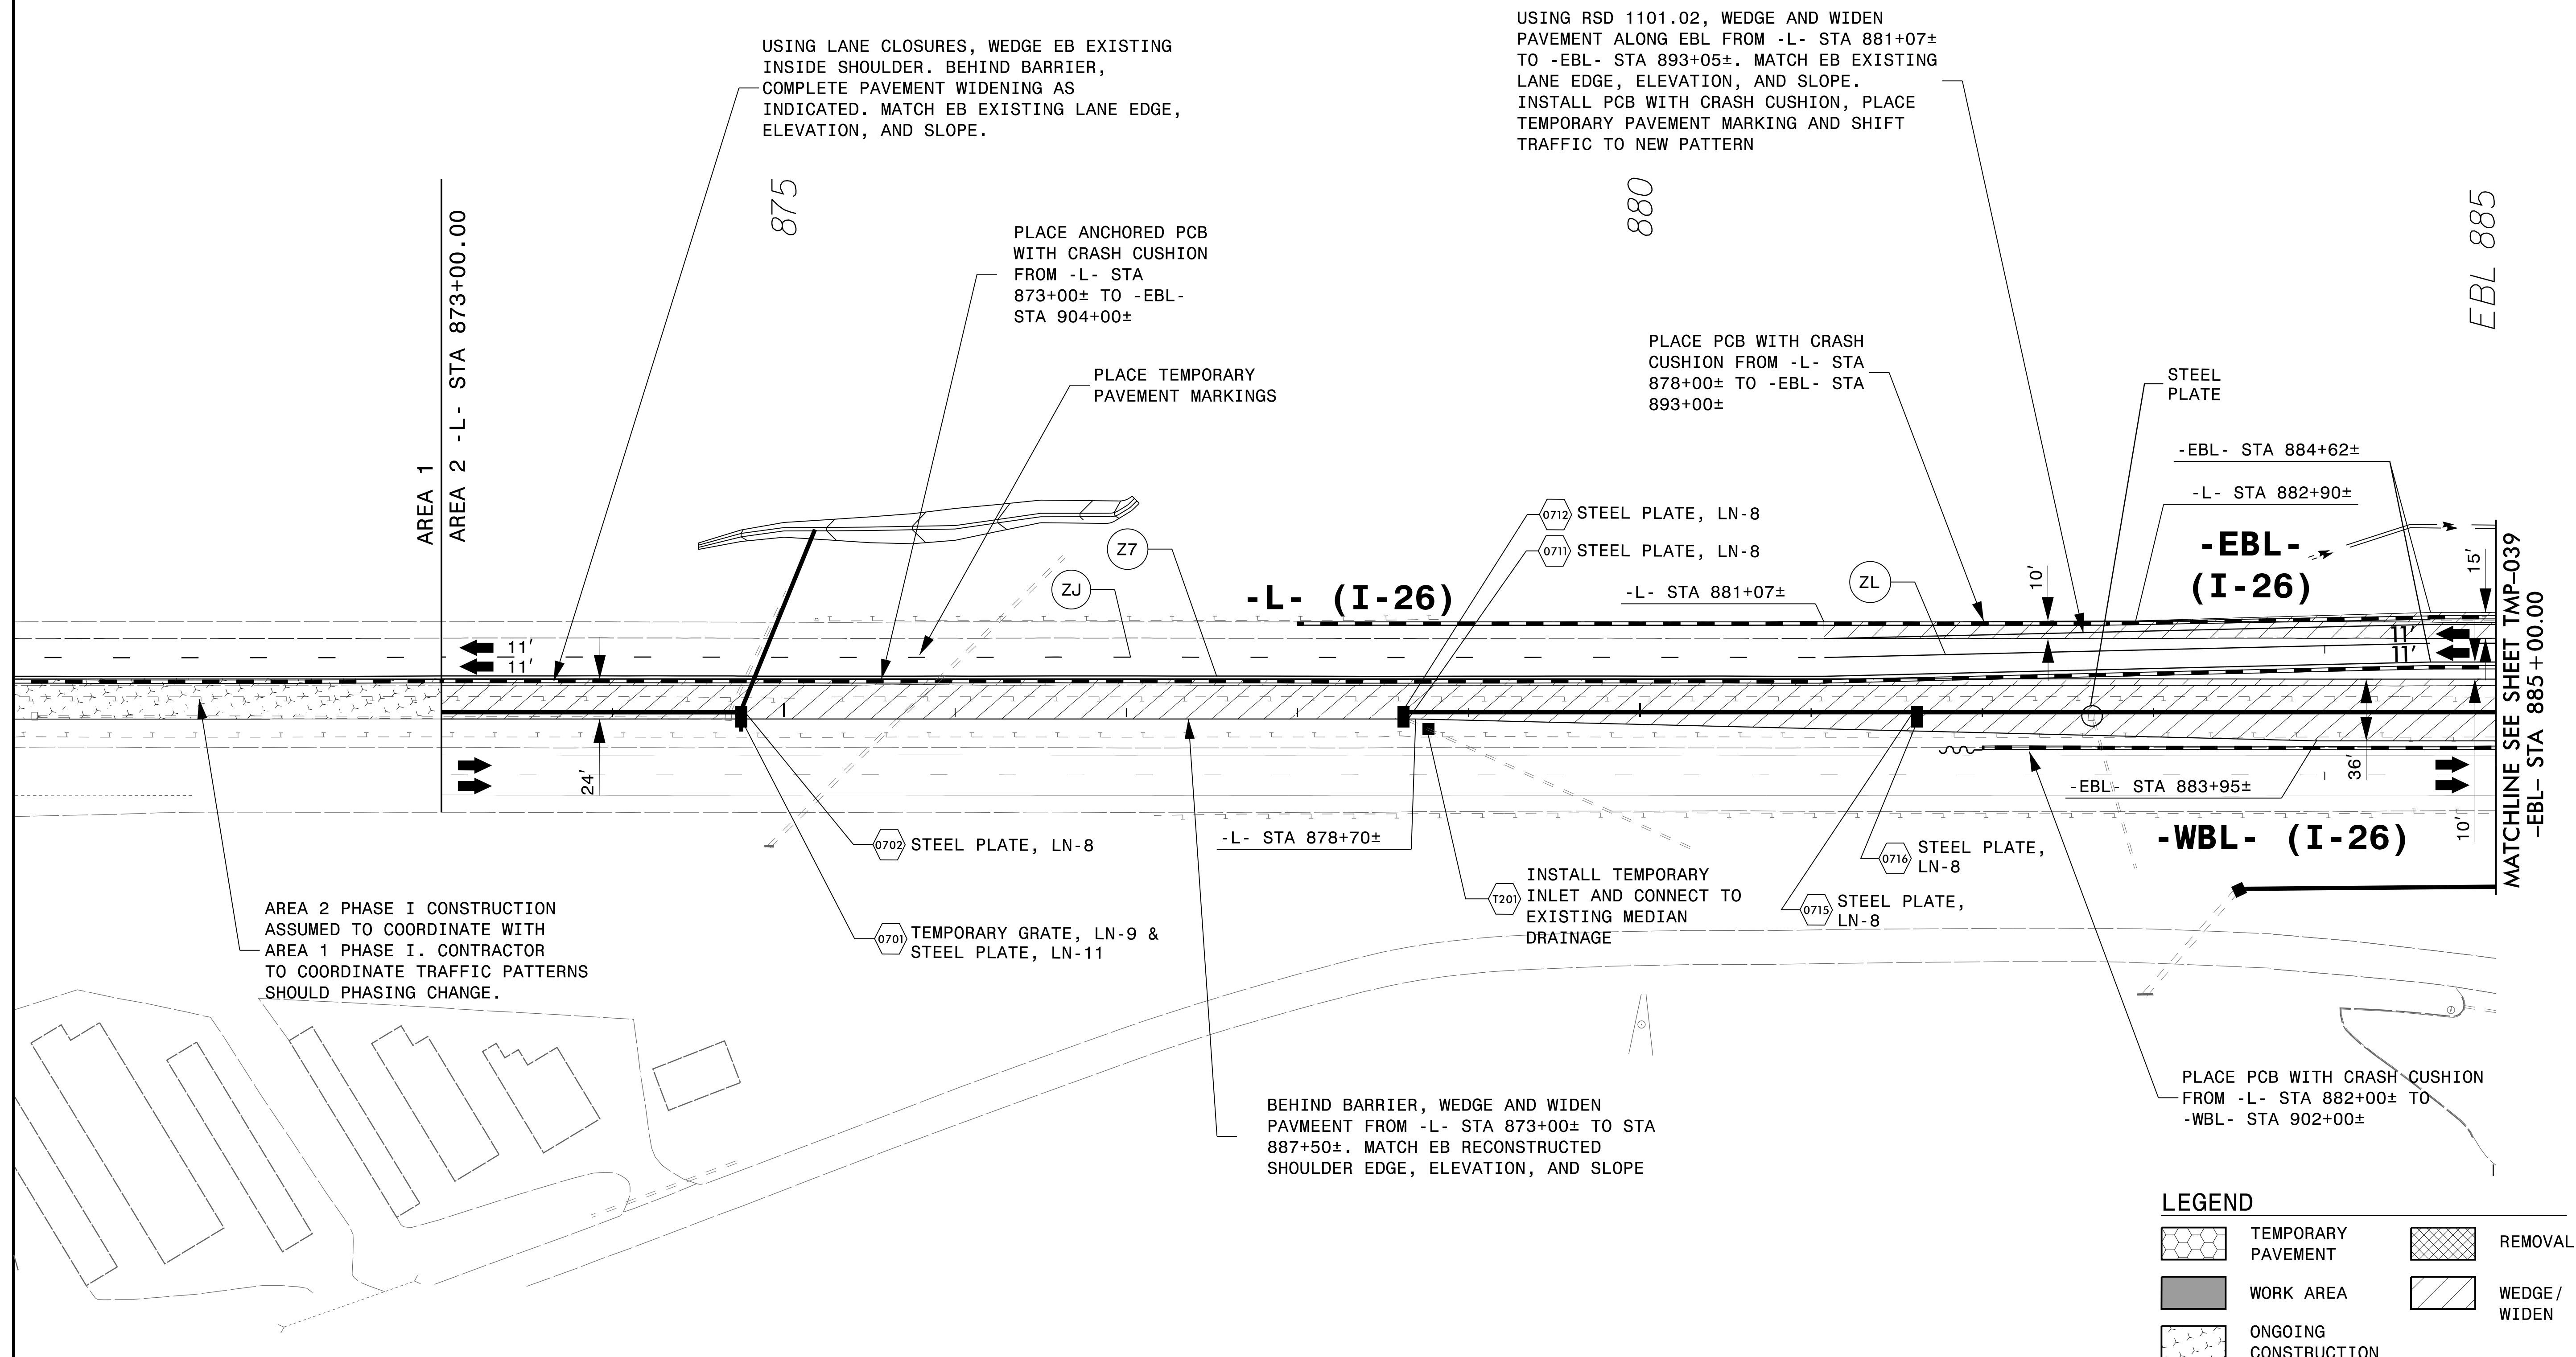 USING LANE CLOSURES, WEDGE EB EXISTING
INSIDE SHOULDER. BEHIND BARRIER,
COMPLETE PAVEMENT WIDENING AS
INDICATED. MATCH EB EXISTING LANE EDGE,
ELEVATION, AND SLOPE.
USING RSD 1101.02, WEDGE AND WIDEN
PAVEMENT ALONG EBL FROM -L- STA 881+07±
TO -EBL- STA 893+05±. MATCH EB EXISTING
LANE EDGE, ELEVATION, AND SLOPE.
INSTALL PCB WITH CRASH CUSHION, PLACE
TEMPORARY PAVEMENT MARKING AND SHIFT
TRAFFIC TO NEW PATTERN
875
880
EBL 885
AREA 1
AREA 2 -L- STA 873+00.00
PLACE ANCHORED PCB
WITH CRASH CUSHION
FROM -L- STA
873+00± TO -EBL-
STA 904+00±
PLACE TEMPORARY
PAVEMENT MARKINGS
PLACE PCB WITH CRASH
CUSHION FROM -L- STA
878+00± TO -EBL- STA
893+00±
STEEL
PLATE
-EBL- STA 884+62±
-L- STA 882+90±
0712 STEEL PLATE, LN-8
0711 STEEL PLATE, LN-8
Z7
ZJ
-L- (I-26)
-L- STA 881+07±
ZL
10'
-EBL-
(I-26)
15'
11'
11'
11'
11'
24'
36'
10'
-EBL- STA 883+95±
-WBL- (I-26)
MATCHLINE SEE SHEET TMP-039
-EBL- STA 885+00.00
0702 STEEL PLATE, LN-8
-L- STA 878+70±
0701 TEMPORARY GRATE, LN-9 &
STEEL PLATE, LN-11
T201
INSTALL TEMPORARY
INLET AND CONNECT TO
EXISTING MEDIAN
DRAINAGE
0716 STEEL PLATE,
LN-8
0715 STEEL PLATE,
LN-8
AREA 2 PHASE I CONSTRUCTION
ASSUMED TO COORDINATE WITH
AREA 1 PHASE I. CONTRACTOR
TO COORDINATE TRAFFIC PATTERNS
SHOULD PHASING CHANGE.
BEHIND BARRIER, WEDGE AND WIDEN
PAVMEENT FROM -L- STA 873+00± TO STA
887+50±. MATCH EB RECONSTRUCTED
SHOULDER EDGE, ELEVATION, AND SLOPE
PLACE PCB WITH CRASH CUSHION
FROM -L- STA 882+00± TO
-WBL- STA 902+00±
LEGEND
TEMPORARY
PAVEMENT
REMOVAL
WORK AREA
WEDGE/
WIDEN
ONGOING
CONSTRUCTION